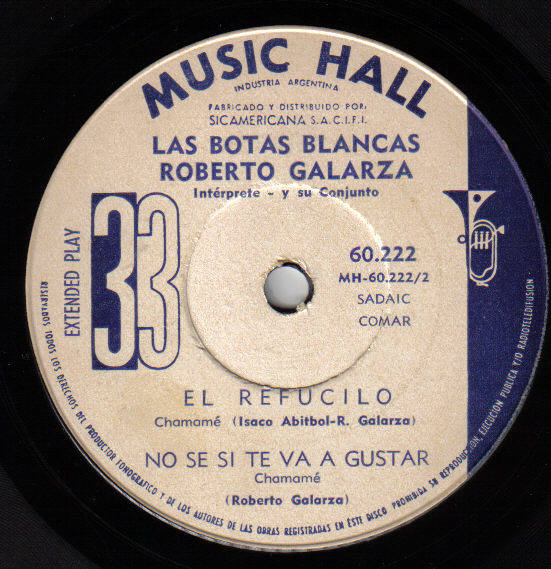 MUSIC HALL
INDUSTRIA ARGENTINA
FABRICADO Y DISTRIBUIDO POR:
SICAMERICANA S.A.C.I.F.I.
LAS BOTAS BLANCAS
ROBERTO GALARZA
Intérprete - y su Conjunto
EXTENDED PLAY
33
60.222
MH-60.222/2
SADAIC
COMAR
EL REFUCILO
Chamamé (Isaco Abitbol-R. Galarza)
NO SE SI TE VA A GUSTAR
Chamamé
(Roberto Galarza)
RESERVADOS TODOS LOS DERECHOS DEL PRODUCTOR FONOGRAFICO Y DE LOS AUTORES DE LAS OBRAS REGISTRADAS EN ÉSTE DISCO PROHIBIDA SU REPRODUCCION, EJECUCION PUBLICA Y/O RADIOTELEDIFUSION